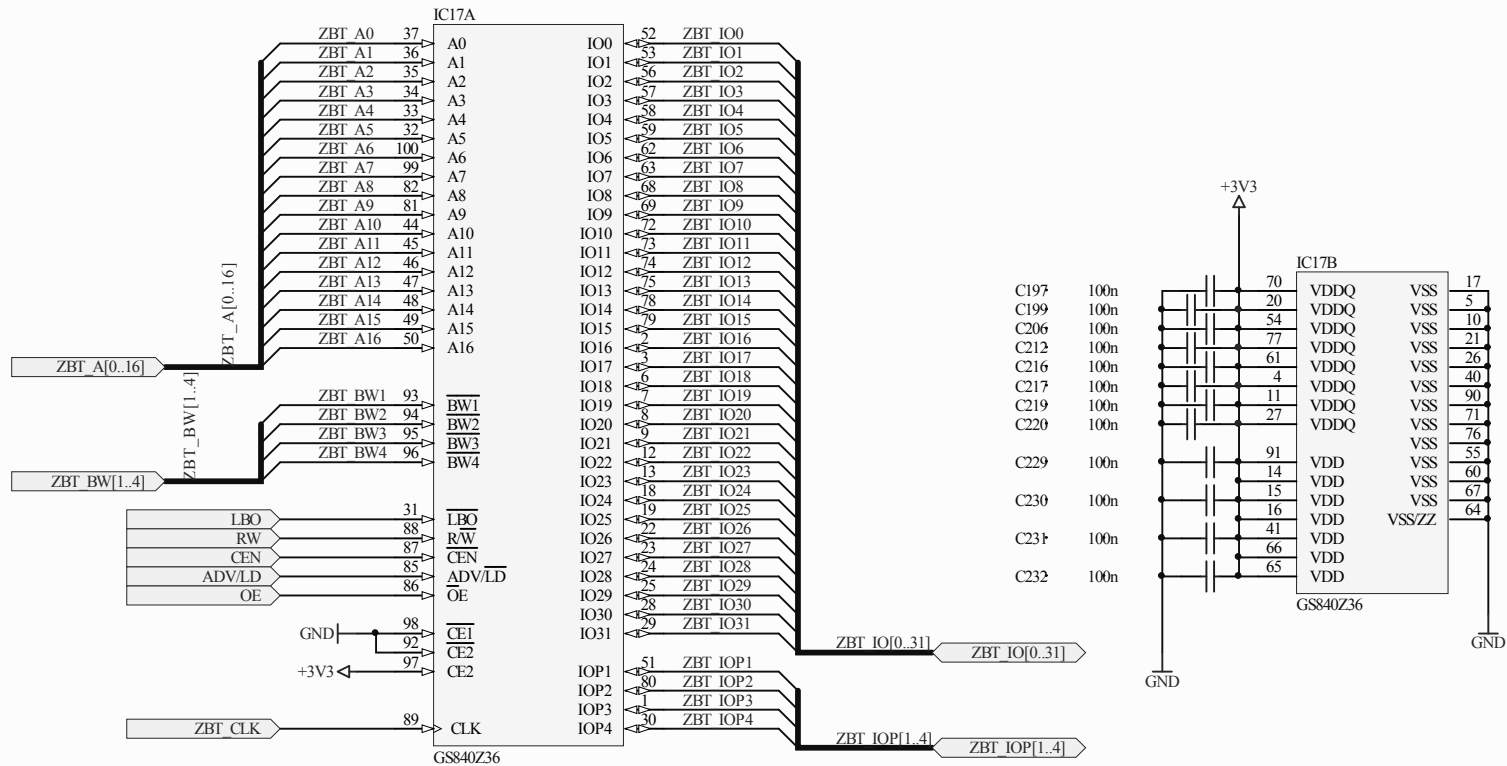 IC17A
ZBT_A0 37 A0 IO0 52 ZBT_IO0
ZBT_A1 36 A1 IO1 53 ZBT_IO1
ZBT_A2 35 A2 IO2 56 ZBT_IO2
ZBT_A3 34 A3 IO3 57 ZBT_IO3
ZBT_A4 33 A4 IO4 58 ZBT_IO4
ZBT_A5 32 A5 IO5 59 ZBT_IO5
ZBT_A6 100 A6 IO6 62 ZBT_IO6
ZBT_A7 99 A7 IO7 63 ZBT_IO7
ZBT_A8 82 A8 IO8 68 ZBT_IO8
ZBT_A9 81 A9 IO9 69 ZBT_IO9
ZBT_A10 44 A10 IO10 72 ZBT_IO10
ZBT_A11 45 A11 IO11 73 ZBT_IO11
ZBT_A12 46 A12 IO12 74 ZBT_IO12
ZBT_A13 47 A13 IO13 75 ZBT_IO13
ZBT_A14 48 A14 IO14 78 ZBT_IO14
ZBT_A15 49 A15 IO15 79 ZBT_IO15
ZBT_A16 50 A16 IO16 2 ZBT_IO16
IO17 3 ZBT_IO17
IO18 6 ZBT_IO18
ZBT_BW1 93 BW1 IO19 7 ZBT_IO19
ZBT_BW2 94 BW2 IO20 8 ZBT_IO20
ZBT_BW3 95 BW3 IO21 9 ZBT_IO21
ZBT_BW4 96 BW4 IO22 12 ZBT_IO22
IO23 13 ZBT_IO23
IO24 18 ZBT_IO24
LBO 31 LBO IO25 19 ZBT_IO25
RW 88 R/W IO26 22 ZBT_IO26
CEN 87 CEN IO27 23 ZBT_IO27
ADV/LD 85 ADV/LD IO28 24 ZBT_IO28
OE 86 OE IO29 25 ZBT_IO29
IO30 28 ZBT_IO30
GND 98 CE1 IO31 29 ZBT_IO31
92 CE2
+3V3 97 CE2 IOP1 51 ZBT_IOP1
IOP2 80 ZBT_IOP2
IOP3 1 ZBT_IOP3
ZBT_CLK 89 CLK IOP4 30 ZBT_IOP4
GS840Z36
ZBT_A[0..16]
ZBT_A[0..16]
ZBT_BW[1..4]
ZBT_BW[1..4]
ZBT_IO[0..31] ZBT_IO[0..31]
ZBT_IOP[1..4] ZBT_IOP[1..4]
+3V3
IC17B
C197 100n 70 VDDQ VSS 17
C199 100n 20 VDDQ VSS 5
C206 100n 54 VDDQ VSS 10
C212 100n 77 VDDQ VSS 21
C216 100n 61 VDDQ VSS 26
C217 100n 4 VDDQ VSS 40
C219 100n 11 VDDQ VSS 90
C220 100n 27 VDDQ VSS 71
VSS 76
C229 100n 91 VDD VSS 55
14 VDD VSS 60
C230 100n 15 VDD VSS 67
16 VDD VSS/ZZ 64
C231 100n 41 VDD
66 VDD
C232 100n 65 VDD
GS840Z36
GND
GND